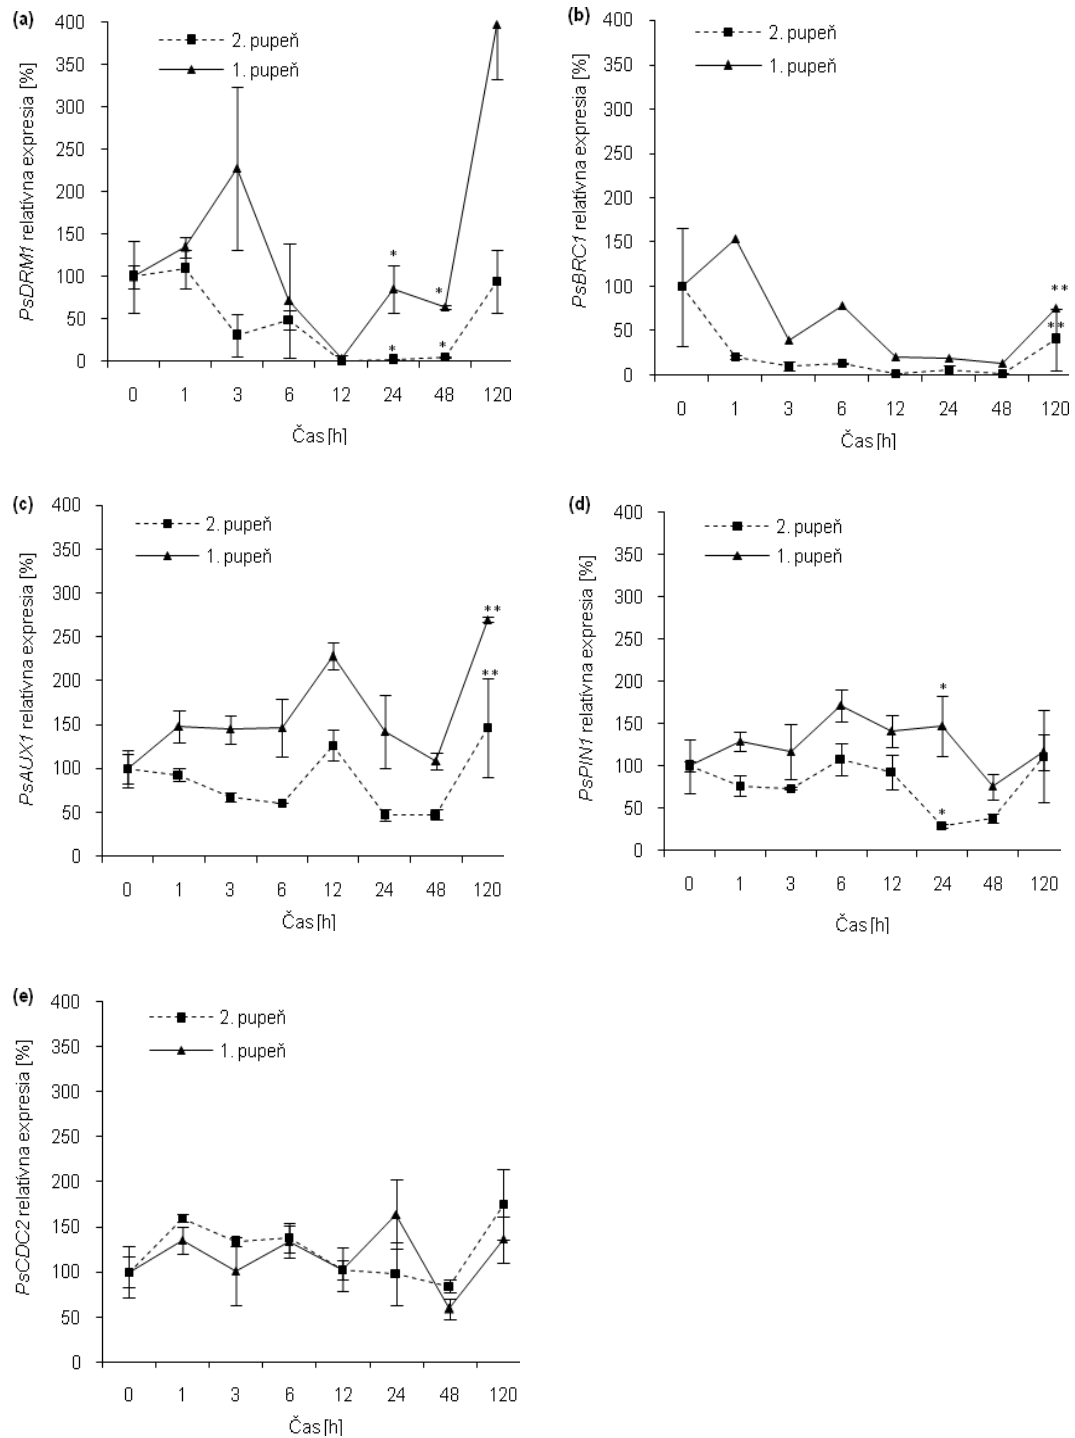 (a)
PsDRM1 relatívna expresia [%]
400
350
300
250
200
150
100
50
0
2. pupeň
1. pupeň
*
*
*
*
0 1 3 6 12 24 48 120
Čas[h]
(b)
PsBRC1 relatívna expresia [%]
400
350
300
250
200
150
100
50
0
2. pupeň
1. pupeň
**
**
0 1 3 6 12 24 48 120
Čas[h]
(c)
PsAUX1 relatívna expresia [%]
400
350
300
250
200
150
100
50
0
2. pupeň
1. pupeň
**
**
0 1 3 6 12 24 48 120
Čas[h]
(d)
PsPIN1 relatívna expresia [%]
400
350
300
250
200
150
100
50
0
2. pupeň
1. pupeň
*
*
0 1 3 6 12 24 48 120
Čas[h]
(e)
PsCDC2 relatívna expresia [%]
400
350
300
250
200
150
100
50
0
2. pupeň
1. pupeň
0 1 3 6 12 24 48 120
Čas[h]